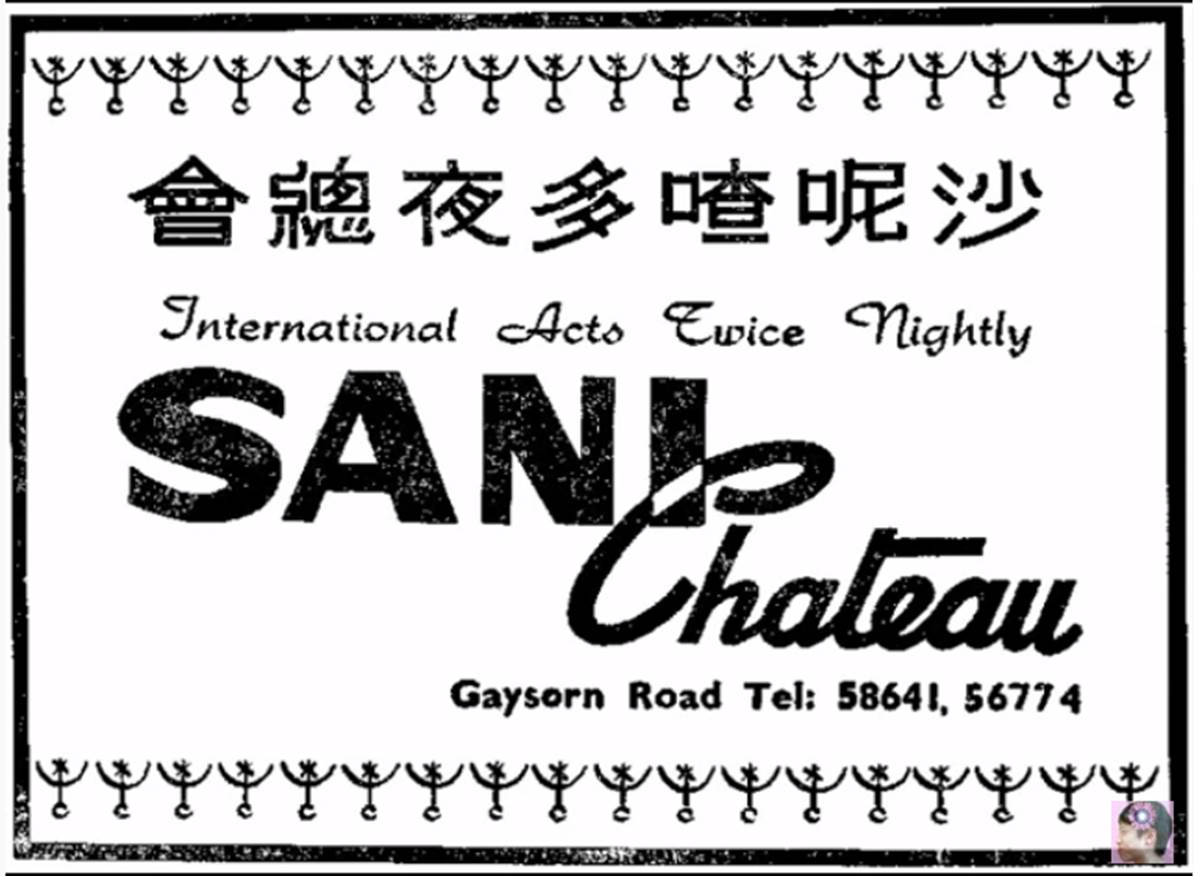 沙呢喳多夜總會
International Acts Twice Nightly
SANI
Chateau
Gaysorn Road Tel: 58641, 56774